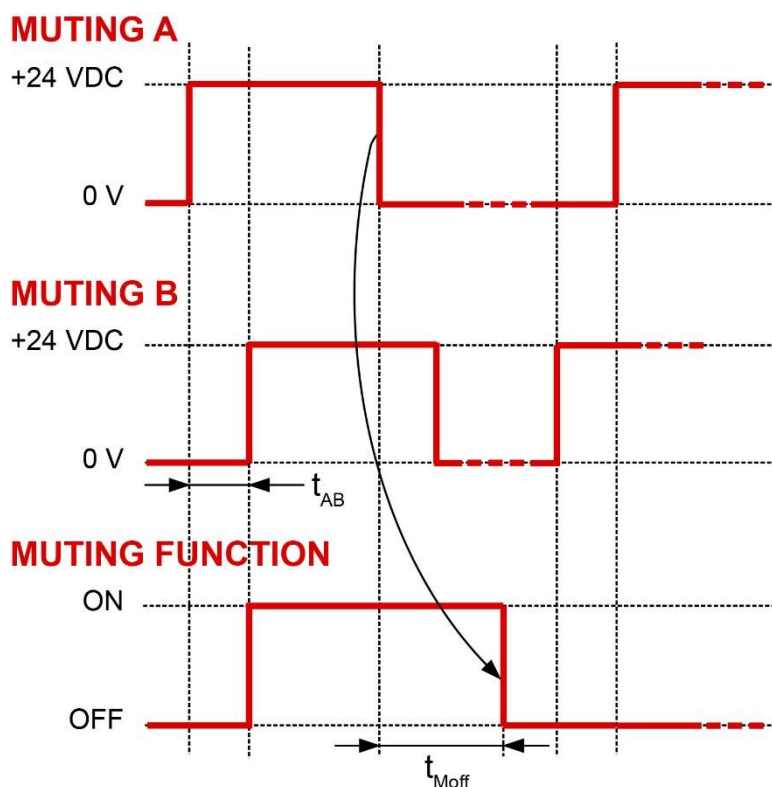 MUTING A
+24 VDC
0 V
MUTING B
+24 VDC
0 V
tAB
MUTING FUNCTION
ON
OFF
tMoff